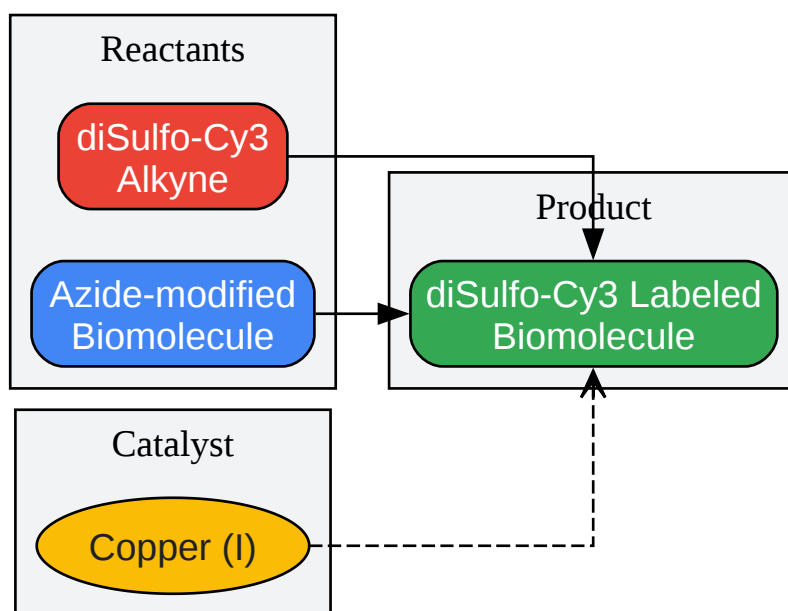 Reactants
diSulfo-Cy3
Alkyne
Azide-modified
Biomolecule
Product
diSulfo-Cy3 Labeled
Biomolecule
Catalyst
Copper (I)